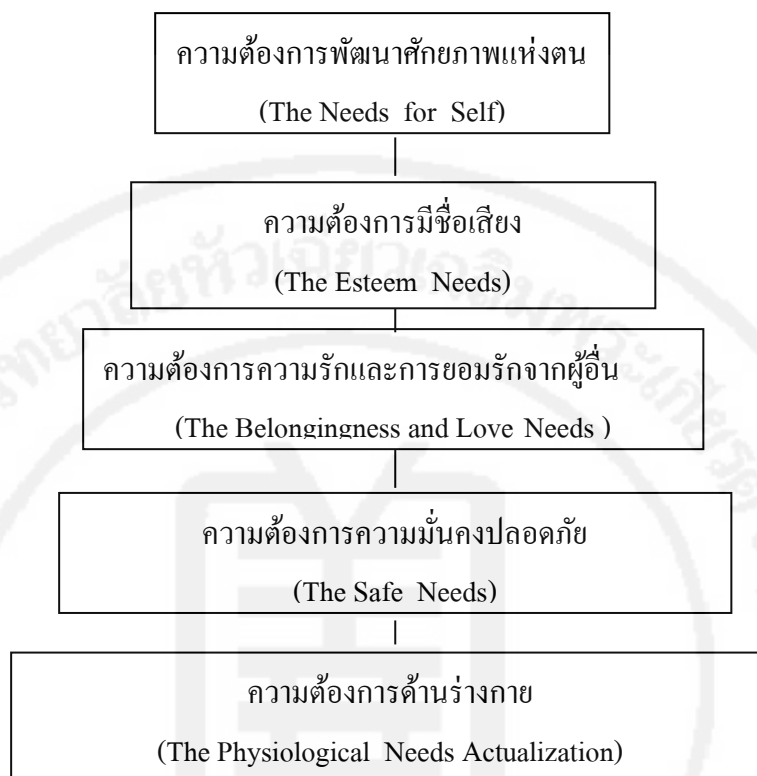 ความต้องการพัฒนาศักยภาพแห่งตน
(The Needs for Self)
ความต้องการมีชื่อเสียง
(The Esteem Needs)
ความต้องการความรักและการยอมรักจากผู้อื่น
(The Belongingness and Love Needs )
ความต้องการความมั่นคงปลอดภัย
(The Safe Needs)
ความต้องการด้านร่างกาย
(The Physiological Needs Actualization)